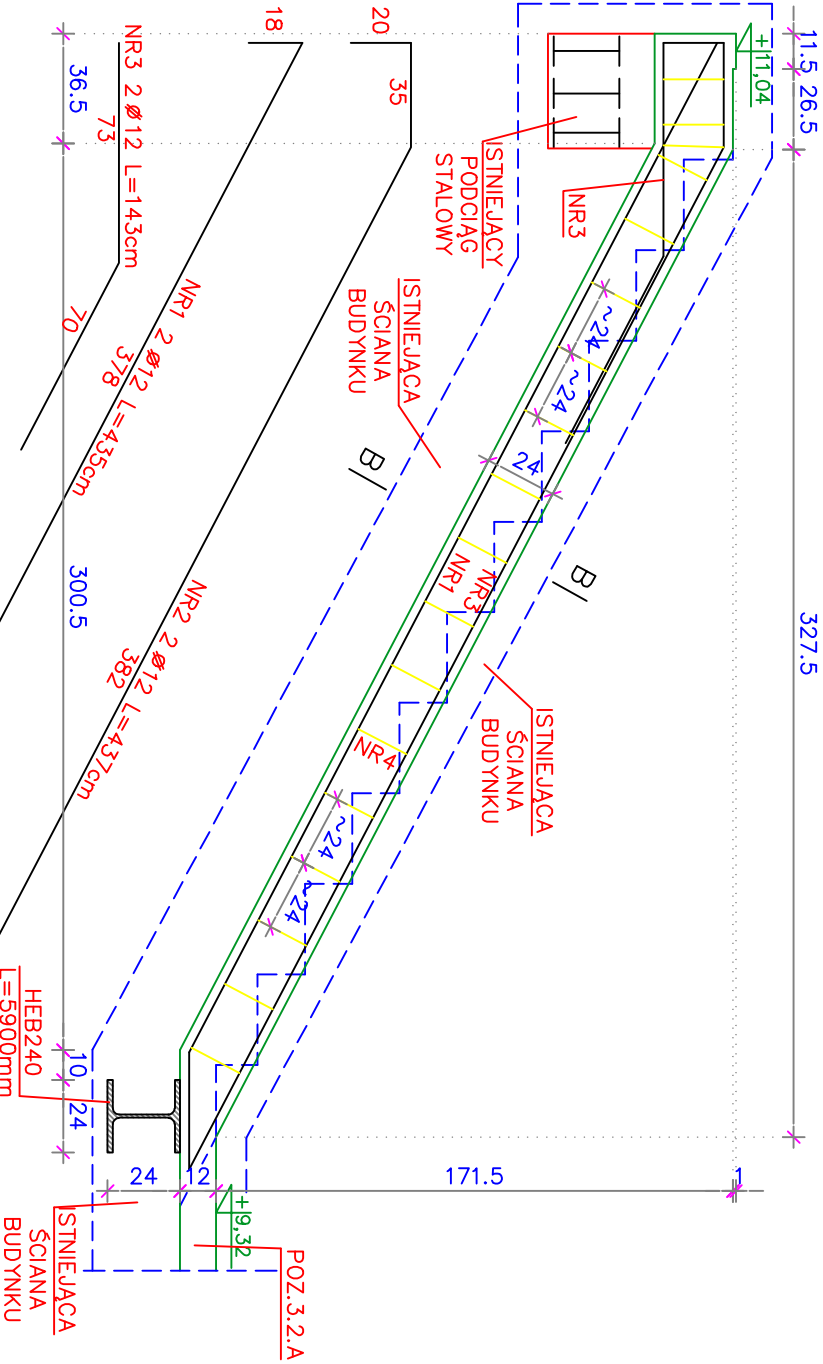 11.5
26.5
327.5
+11,04
ISTNIEJĄCY
PODCIĄG
STALOWY
NR3
~24
~24
24
NR3
NR1
NR4
~24
~24
B
B
ISTNIEJĄCA
ŚCIANA
BUDYNKU
ISTNIEJĄCA
ŚCIANA
BUDYNKU
20
35
18
NR3 2 ø12 L=143cm
73
70
NR1 2 ø12 L=435cm
378
NR2 2 ø12 L=437cm
382
36.5
300.5
10
24
HEB240
L=5900mm
24
12
171.5
1
+9,32
POZ.3.2.A
ISTNIEJĄCA
ŚCIANA
BUDYNKU